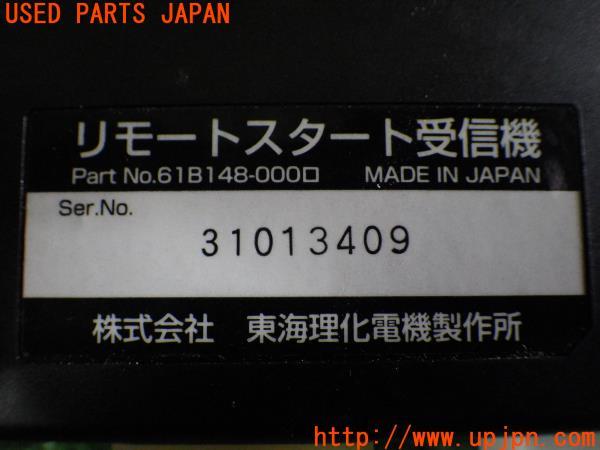 USED PARTS JAPAN
リモートスタート受信機
Part No.61B148-000□ MADE IN JAPAN
Ser.No.
31013409
株式会社 東海理化電機製作所
http://www.upjpn.com/